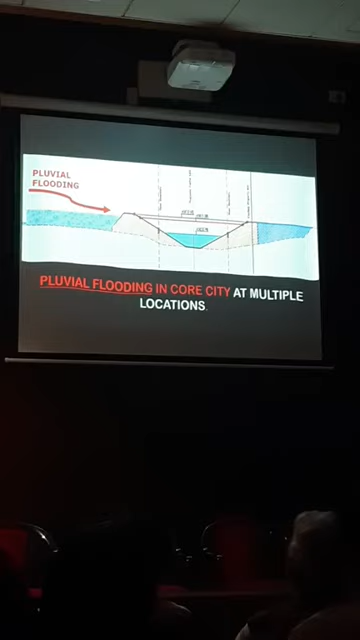 PLUVIAL
FLOODING
PLUVIAL FLOODING IN CORE CITY AT MULTIPLE
LOCATIONS.